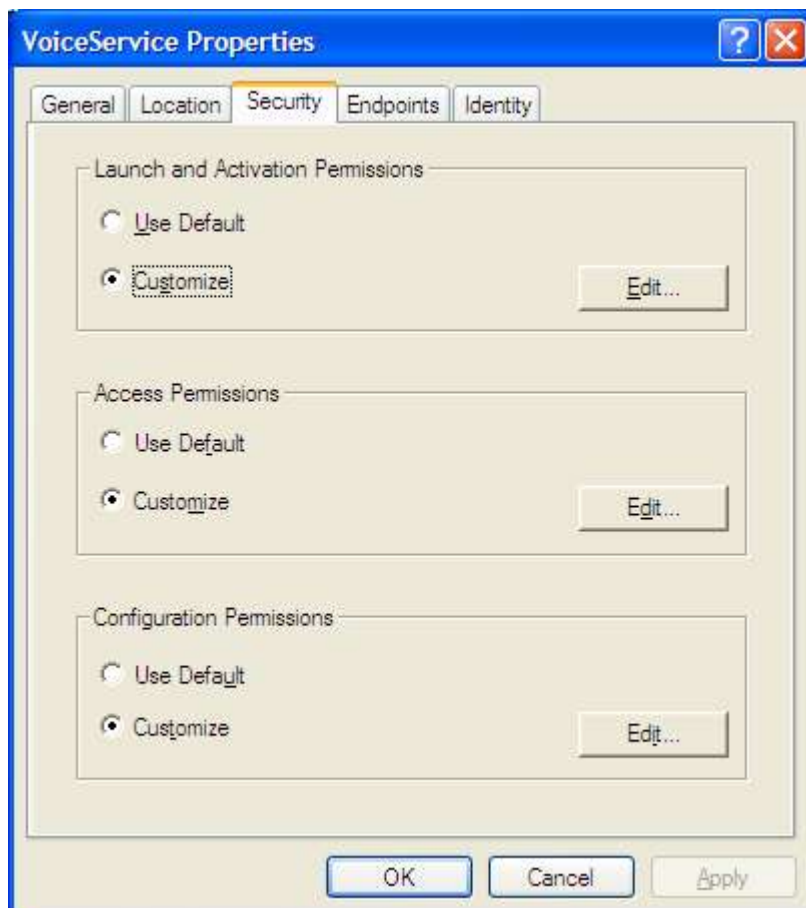 VoiceService Properties
?
General Location Security Endpoints Identity
Launch and Activation Permissions
Use Default
Customize
Edit...
Access Permissions
Use Default
Customize
Edit...
Configuration Permissions
Use Default
Customize
Edit...
OK Cancel Apply